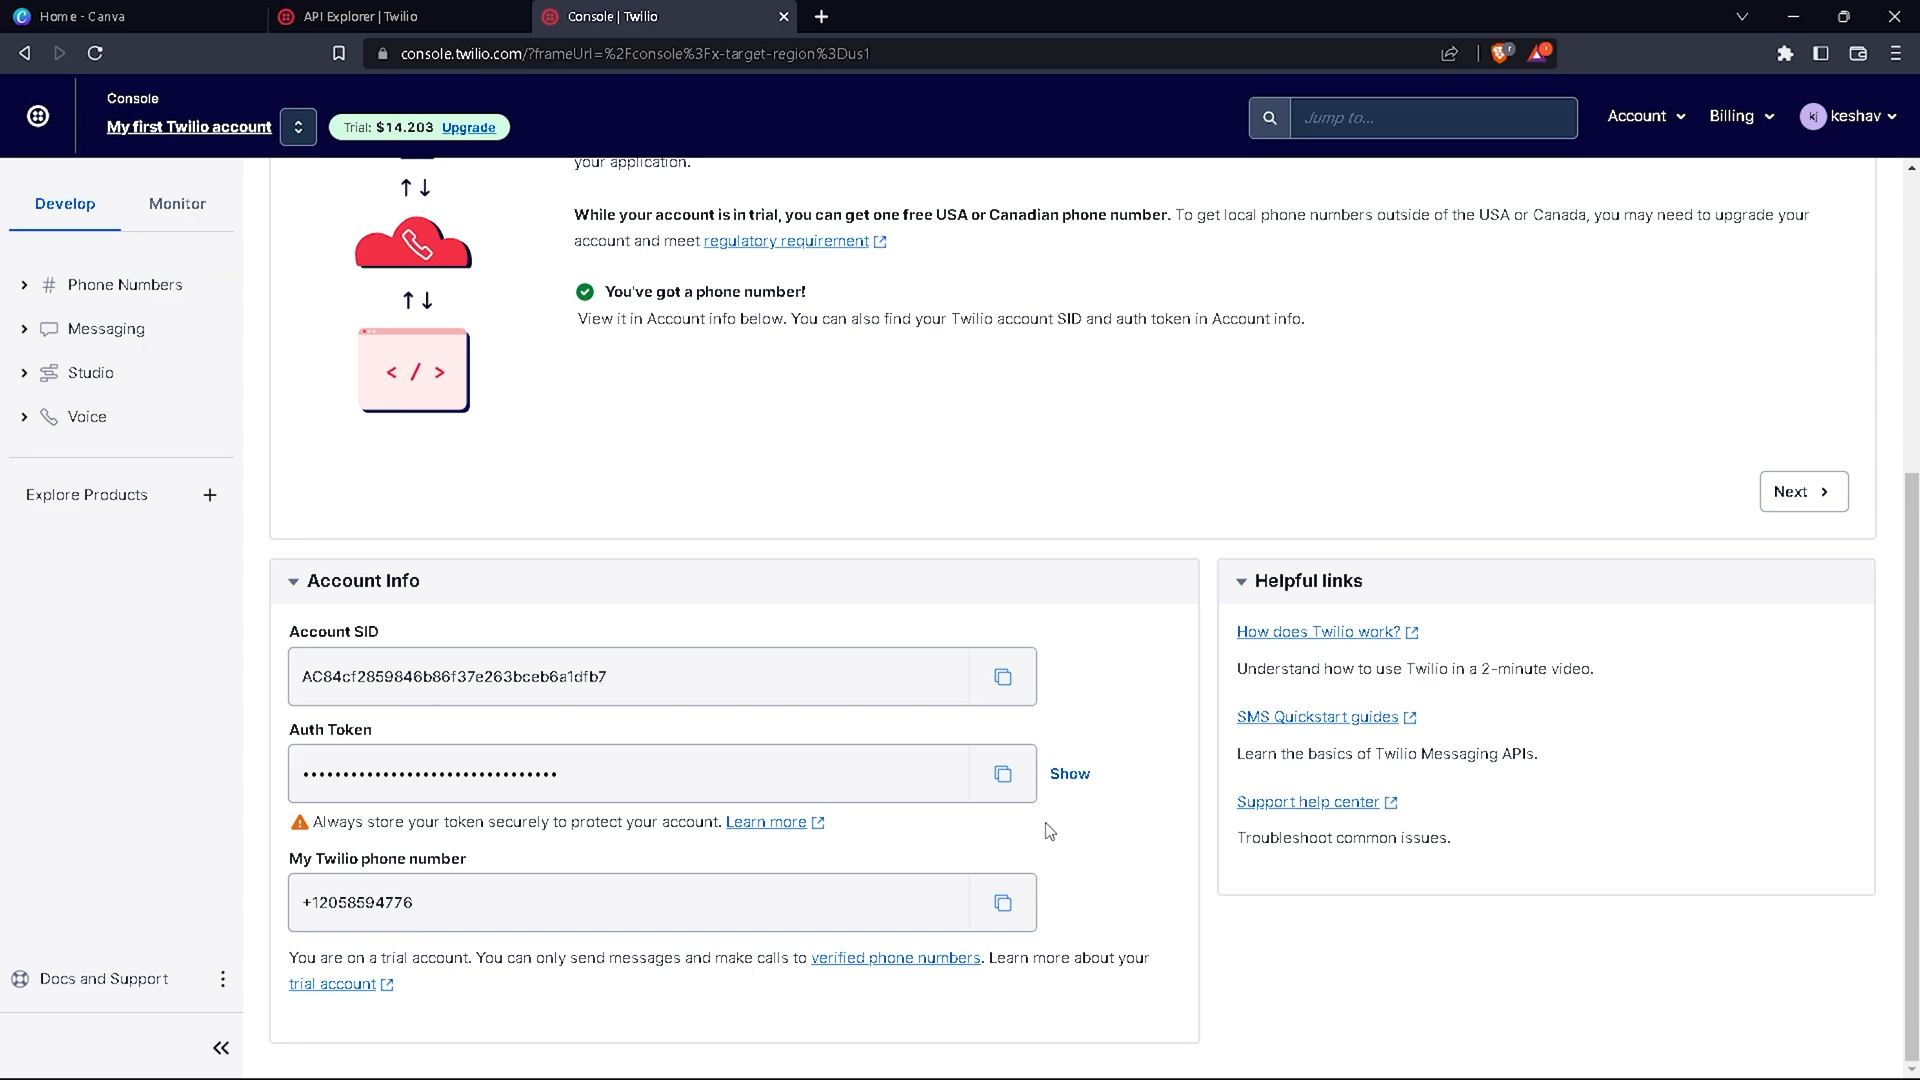 Home - Canva
API Explorer | Twilio
Console | Twilio
console.twilio.com/?frameUrl=%2Fconsole%3Fx-target-region%3Dus1
Console
My first Twilio account
Trial: $14.203 Upgrade
Jump to...
Account
Billing
kj keshav
Develop
Monitor
Phone Numbers
Messaging
Studio
Voice
Explore Products
Docs and Support
your application.
While your account is in trial, you can get one free USA or Canadian phone number. To get local phone numbers outside of the USA or Canada, you may need to upgrade your
account and meet regulatory requirement
You've got a phone number!
View it in Account info below. You can also find your Twilio account SID and auth token in Account info.
< / >
Next
Account Info
Account SID
AC84cf2859846b86f37e263bceb6a1dfb7
Auth Token
••••••••••••••••••••••••••••••••
Show
Always store your token securely to protect your account. Learn more
My Twilio phone number
+12058594776
You are on a trial account. You can only send messages and make calls to verified phone numbers. Learn more about your
trial account
Helpful links
How does Twilio work?
Understand how to use Twilio in a 2-minute video.
SMS Quickstart guides
Learn the basics of Twilio Messaging APIs.
Support help center
Troubleshoot common issues.